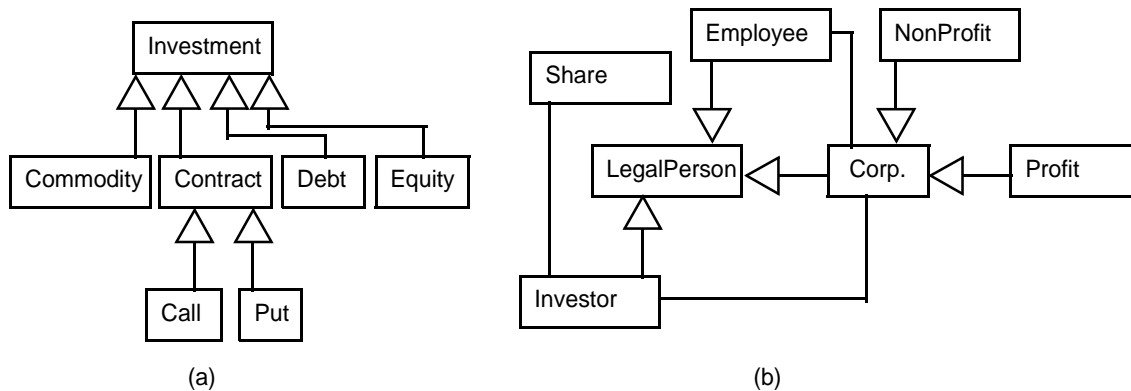 Investment
Commodity
Contract
Debt
Equity
Call
Put
(a)
Employee
NonProfit
Share
LegalPerson
Corp.
Profit
Investor
(b)